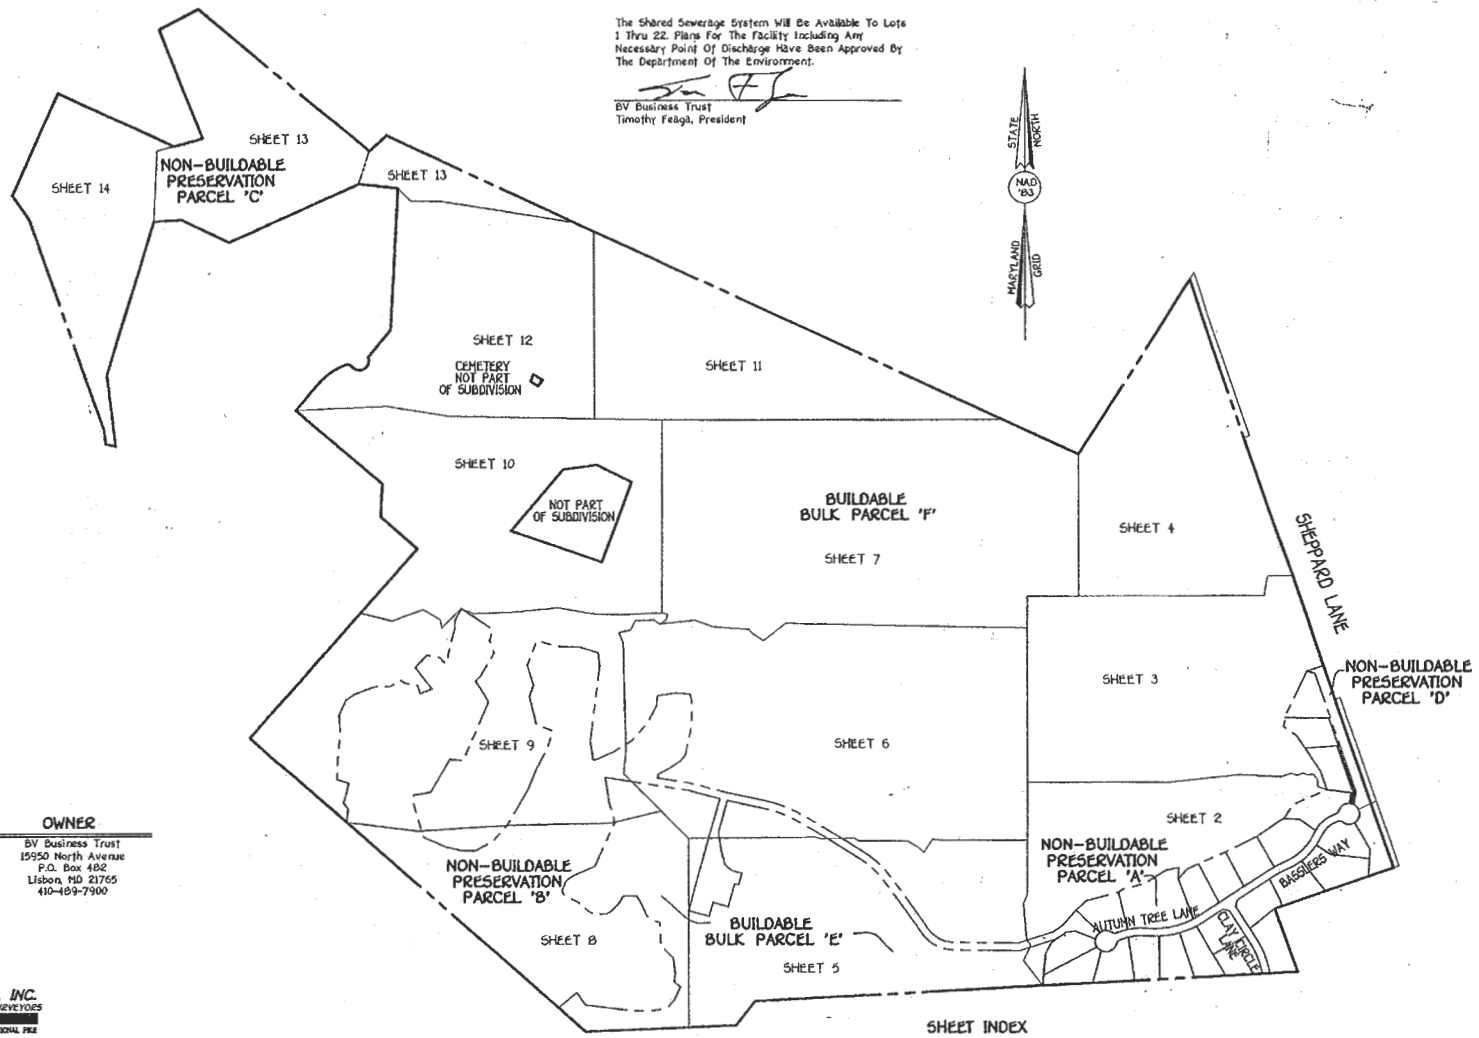 The Shared Sewerage System Will Be Available To Lots
1 Thru 22. Plans For The Facility Including Any
Necessary Point Of Discharge Have Been Approved By
The Department Of The Environment.
BV Business Trust
Timothy Feaga, President
STATE
NORTH
NAD
'83
MARYLAND
GRID
SHEET 13
NON-BUILDABLE
PRESERVATION
PARCEL 'C'
SHEET 14
SHEET 13
SHEET 12
CEMETERY
NOT PART
OF SUBDIVISION
SHEET 11
SHEET 10
NOT PART
OF SUBDIVISION
BUILDABLE
BULK PARCEL 'F'
SHEET 7
SHEET 4
SHEPPARD LANE
SHEET 3
NON-BUILDABLE
PRESERVATION
PARCEL 'D'
SHEET 9
SHEET 6
SHEET 2
NON-BUILDABLE
PRESERVATION
PARCEL 'A'
BASSLERS WAY
AUTUMN TREE LANE
CLAY CIRCLE
LANE
NON-BUILDABLE
PRESERVATION
PARCEL 'B'
BUILDABLE
BULK PARCEL 'E'
SHEET 8
SHEET 5
SHEET INDEX
OWNER
BV Business Trust
15950 North Avenue
P.O. Box 482
Lisbon, MD 21765
410-489-7900
INC.